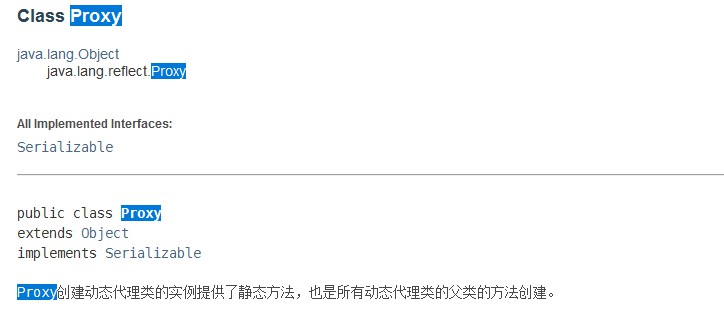 Class Proxy
java.lang.Object
java.lang.reflect.Proxy
All Implemented Interfaces:
Serializable
public class Proxy
extends Object
implements Serializable
Proxy创建动态代理类的实例提供了静态方法，也是所有动态代理类的父类的方法创建。